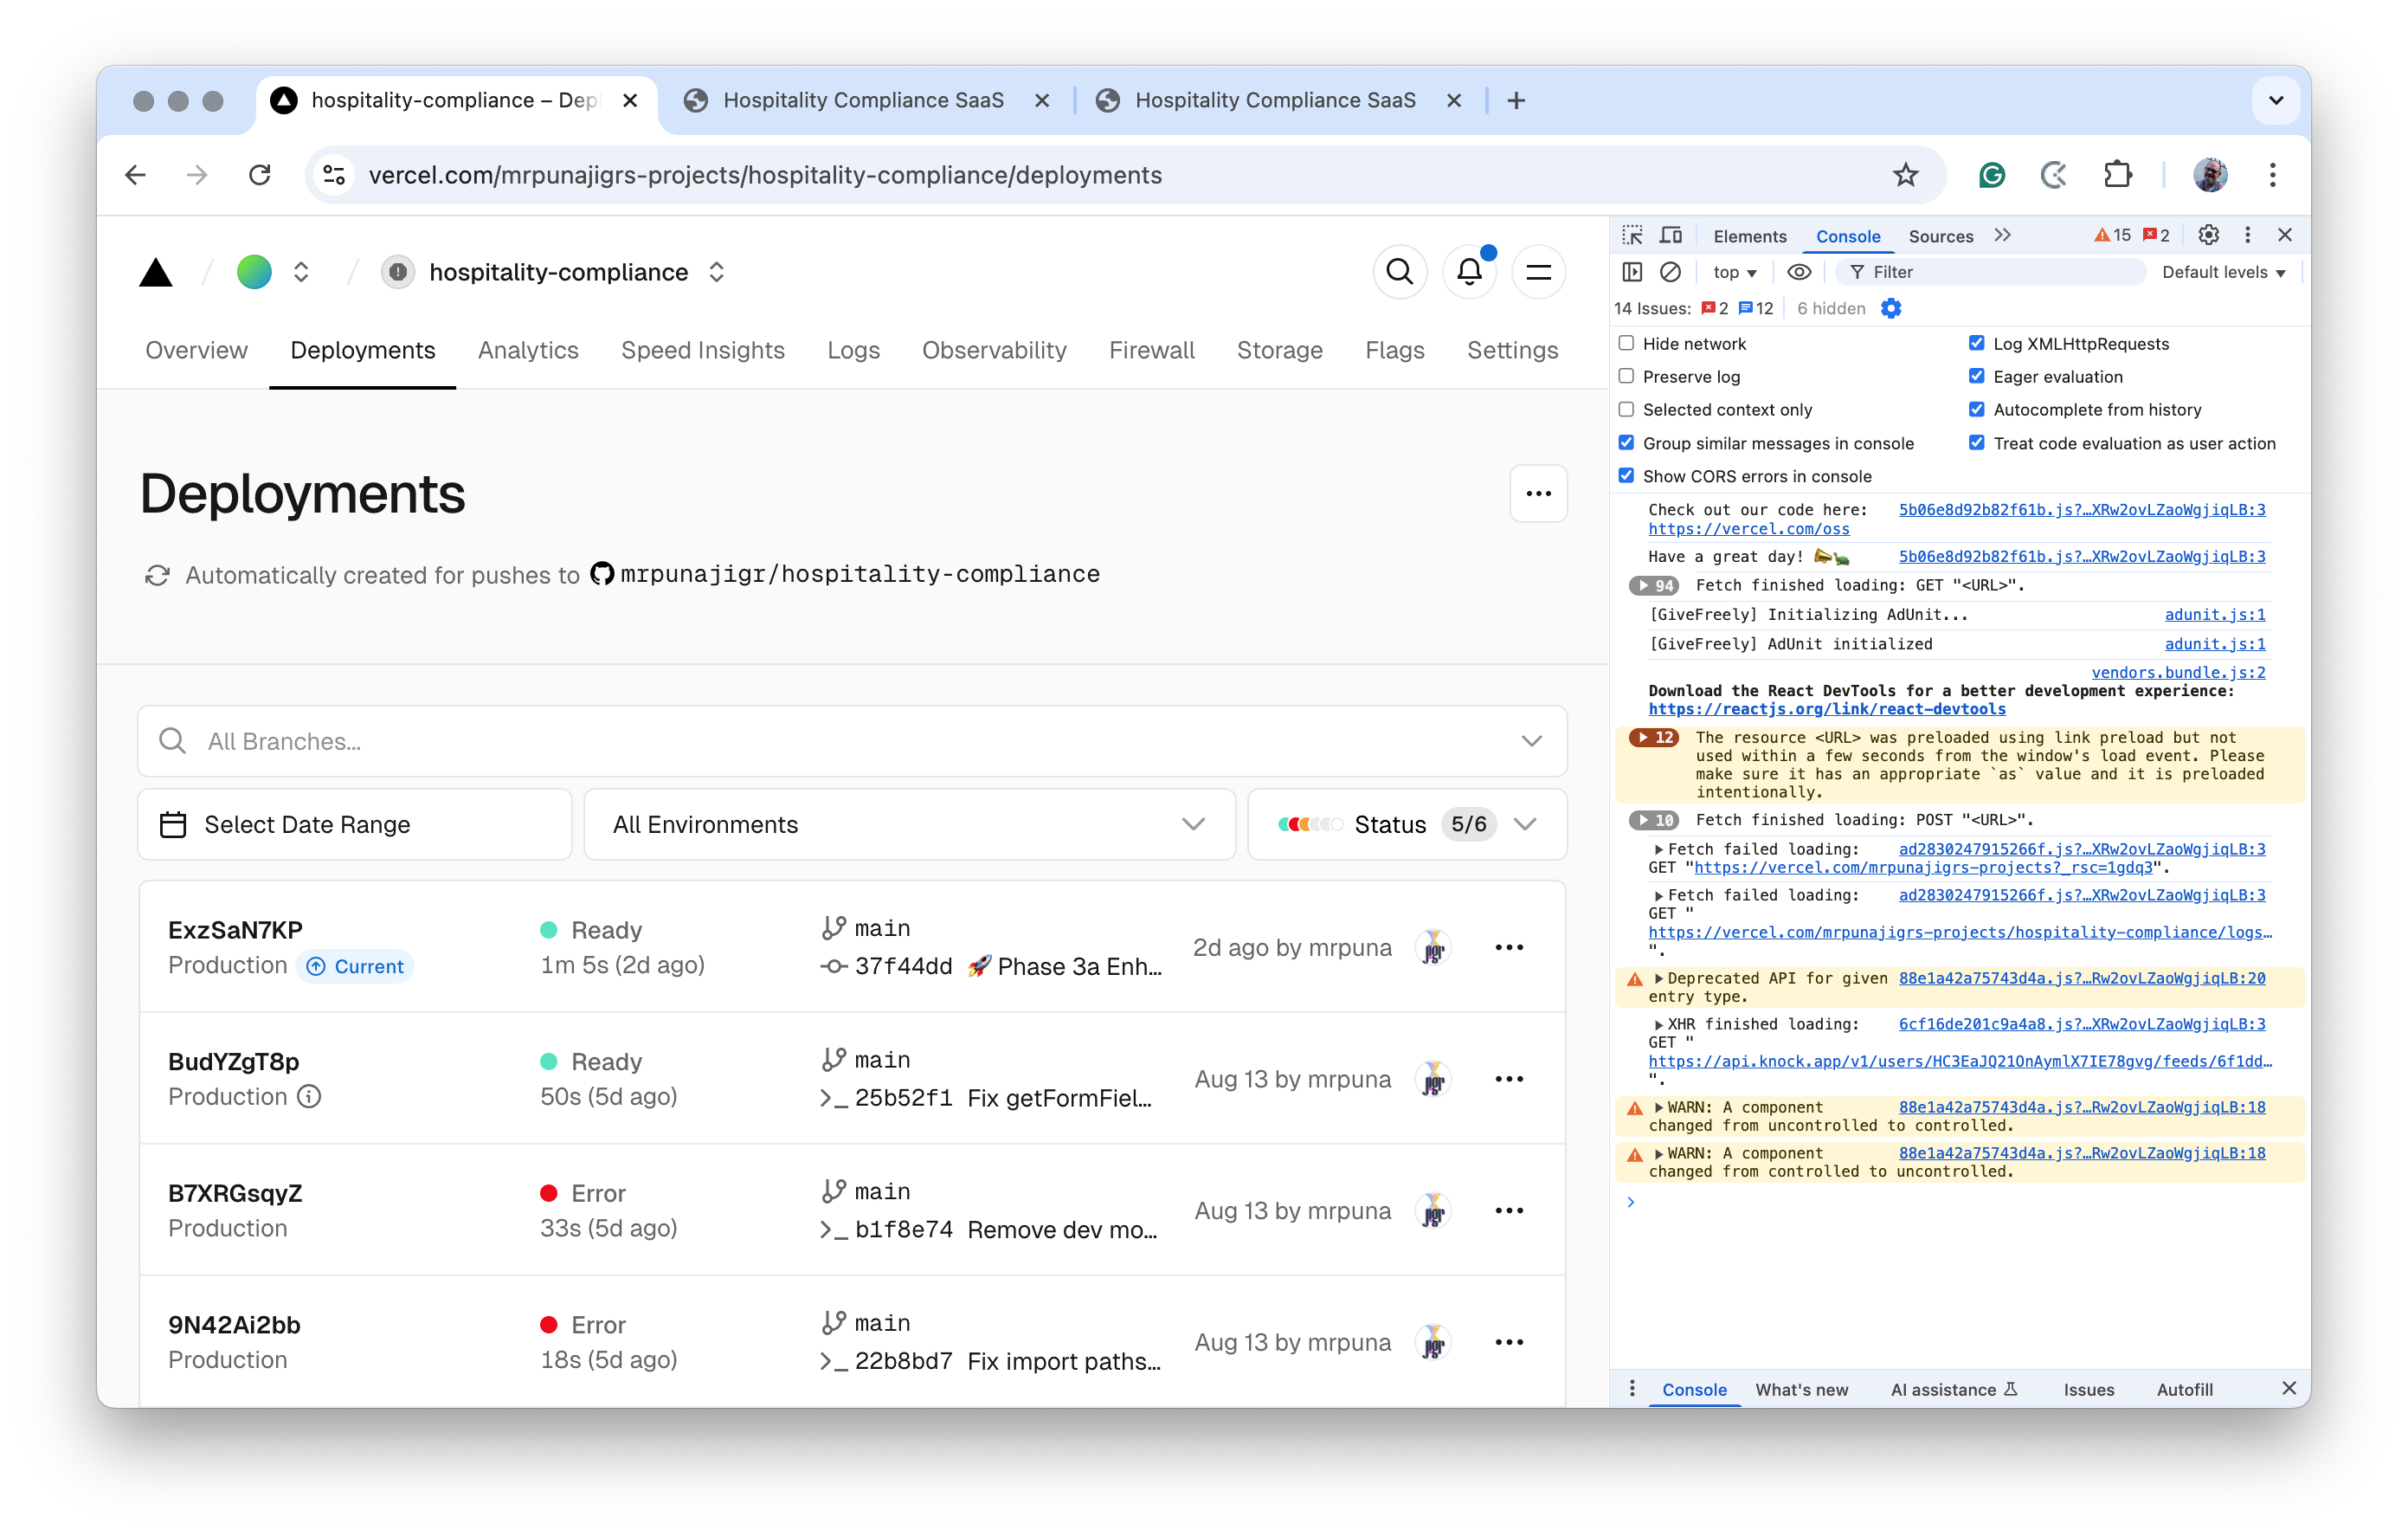 hospitality-compliance – Dep
Hospitality Compliance SaaS
Hospitality Compliance SaaS
vercel.com/mrpunajigrs-projects/hospitality-compliance/deployments
hospitality-compliance
Overview Deployments Analytics Speed Insights Logs Observability Firewall Storage Flags Settings
Deployments
Automatically created for pushes to mrpunajigr/hospitality-compliance
All Branches...
Select Date Range
All Environments
Status 5/6
ExzSaN7KP Ready main
Production Current 1m 5s (2d ago) 37f44dd 🚀 Phase 3a Enh... 2d ago by mrpuna
BudYZgT8p Ready main
Production 50s (5d ago) 25b52f1 Fix getFormFiel... Aug 13 by mrpuna
B7XRGsqyZ Error main
Production 33s (5d ago) b1f8e74 Remove dev mo... Aug 13 by mrpuna
9N42Ai2bb Error main
Production 18s (5d ago) 22b8bd7 Fix import paths... Aug 13 by mrpuna
jigr
jigr
jigr
jigr
Elements Console Sources 15 2
top Filter Default levels
14 Issues: 2 12 6 hidden
Hide network Log XMLHttpRequests
Preserve log Eager evaluation
Selected context only Autocomplete from history
Group similar messages in console Treat code evaluation as user action
Show CORS errors in console
Check out our code here: 5b06e8d92b82f61b.js?…XRw2ovLZaoWgjiqLB:3
https://vercel.com/oss
Have a great day! 📣🐢 5b06e8d92b82f61b.js?…XRw2ovLZaoWgjiqLB:3
94 Fetch finished loading: GET "<URL>".
[GiveFreely] Initializing AdUnit... adunit.js:1
[GiveFreely] AdUnit initialized adunit.js:1
vendors.bundle.js:2
Download the React DevTools for a better development experience:
https://reactjs.org/link/react-devtools
12 The resource <URL> was preloaded using link preload but not
used within a few seconds from the window's load event. Please
make sure it has an appropriate `as` value and it is preloaded
intentionally.
10 Fetch finished loading: POST "<URL>".
Fetch failed loading: ad2830247915266f.js?…XRw2ovLZaoWgjiqLB:3
GET "https://vercel.com/mrpunajigrs-projects?_rsc=1gdq3".
Fetch failed loading: ad2830247915266f.js?…XRw2ovLZaoWgjiqLB:3
GET "
https://vercel.com/mrpunajigrs-projects/hospitality-compliance/logs…
".
Deprecated API for given 88e1a42a75743d4a.js?…Rw2ovLZaoWgjiqLB:20
entry type.
XHR finished loading: 6cf16de201c9a4a8.js?…XRw2ovLZaoWgjiqLB:3
GET "
https://api.knock.app/v1/users/HC3EaJQ21OnAymlX7IE78gvg/feeds/6f1dd…
".
WARN: A component 88e1a42a75743d4a.js?…Rw2ovLZaoWgjiqLB:18
changed from uncontrolled to controlled.
WARN: A component 88e1a42a75743d4a.js?…Rw2ovLZaoWgjiqLB:18
changed from controlled to uncontrolled.
Console What's new AI assistance Issues Autofill